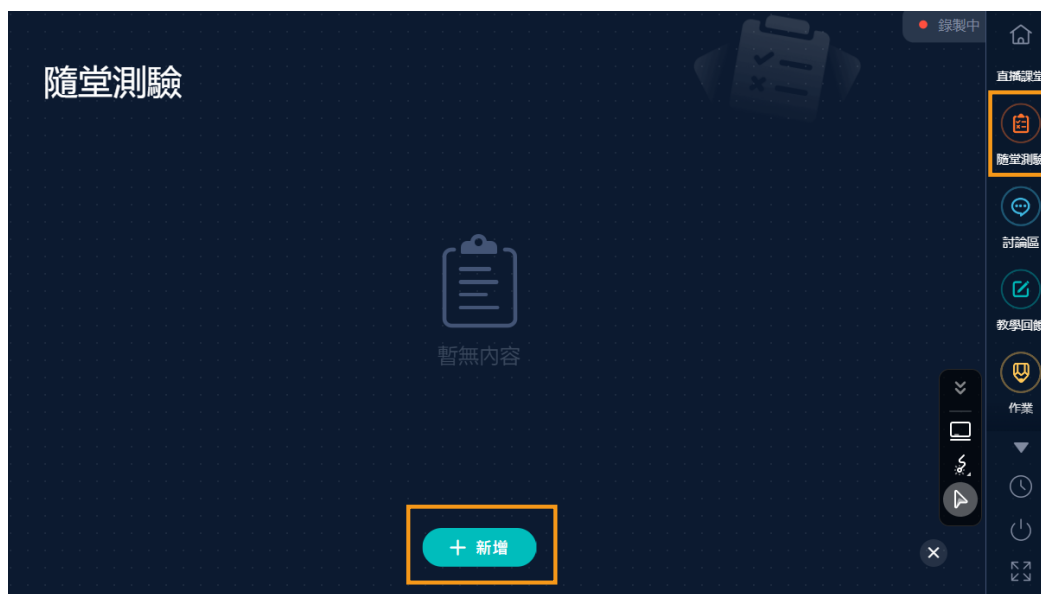 錄製中
隨堂測驗
暫無內容
新增
直播課堂
隨堂測驗
討論區
教學回饋
作業